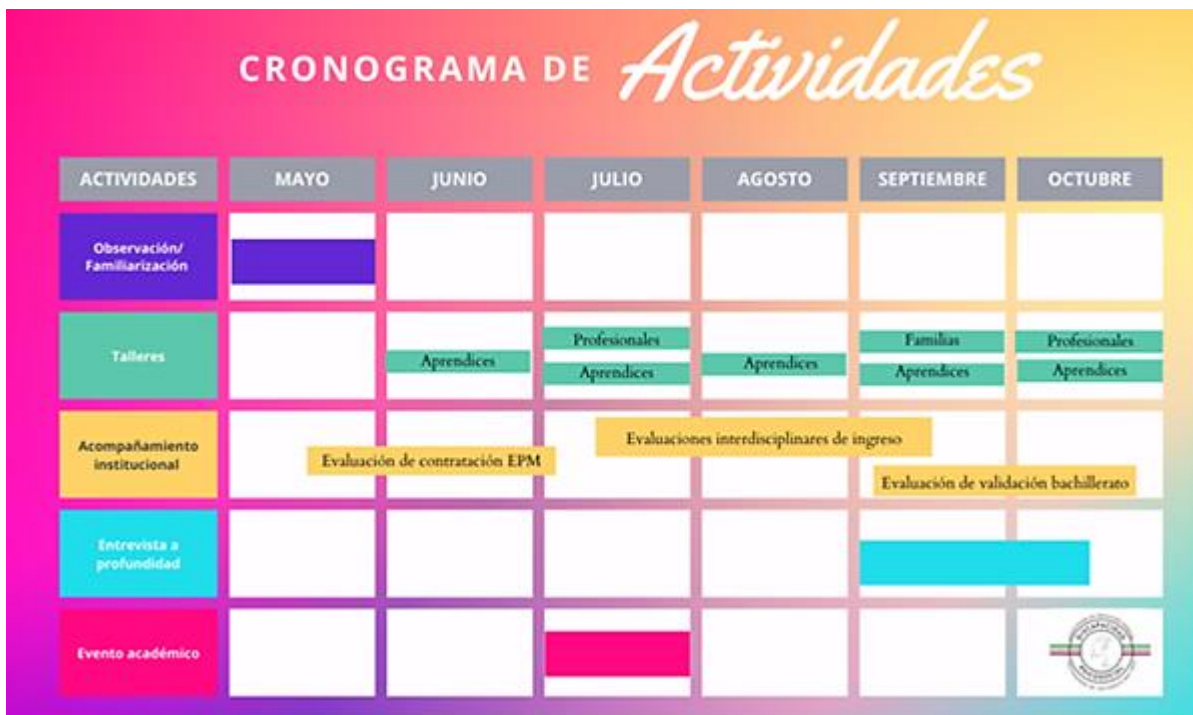 CRONOGRAMA DE Actividades
ACTIVIDADES MAYO JUNIO JULIO AGOSTO SEPTIEMBRE OCTUBRE
Observación/
Familiarización
Talleres
Aprendices
Profesionales
Aprendices
Aprendices
Familias
Aprendices
Profesionales
Aprendices
Acompañamiento
institucional
Evaluación de contratación EPM
Evaluaciones interdisciplinares de ingreso
Evaluación de validación bachillerato
Entrevista a
profundidad
Evento académico
DISCAPACIDAD
PSICOSOCIAL